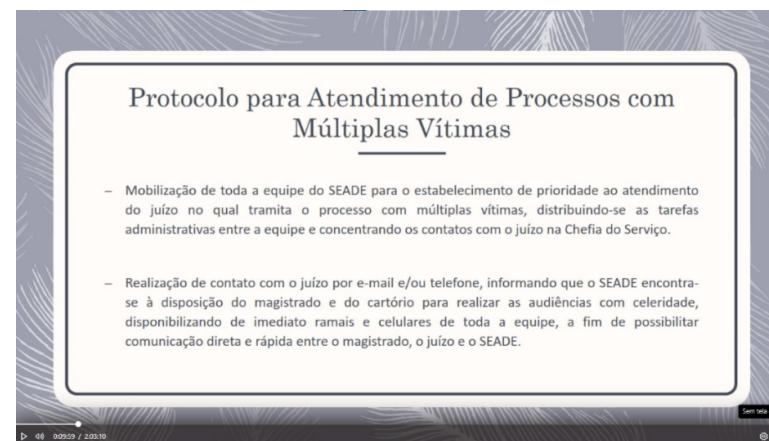 Protocolo para Atendimento de Processos com
Múltiplas Vítimas
– Mobilização de toda a equipe do SEADE para o estabelecimento de prioridade ao atendimento
do juízo no qual tramita o processo com múltiplas vítimas, distribuindo-se as tarefas
administrativas entre a equipe e concentrando os contatos com o juízo na Chefia do Serviço.
– Realização de contato com o juízo por e-mail e/ou telefone, informando que o SEADE encontra-
se à disposição do magistrado e do cartório para realizar as audiências com celeridade,
disponibilizando de imediato ramais e celulares de toda a equipe, a fim de possibilitar
comunicação direta e rápida entre o magistrado, o juízo e o SEADE.
Sem tela
0:09:59 / 2:03:10